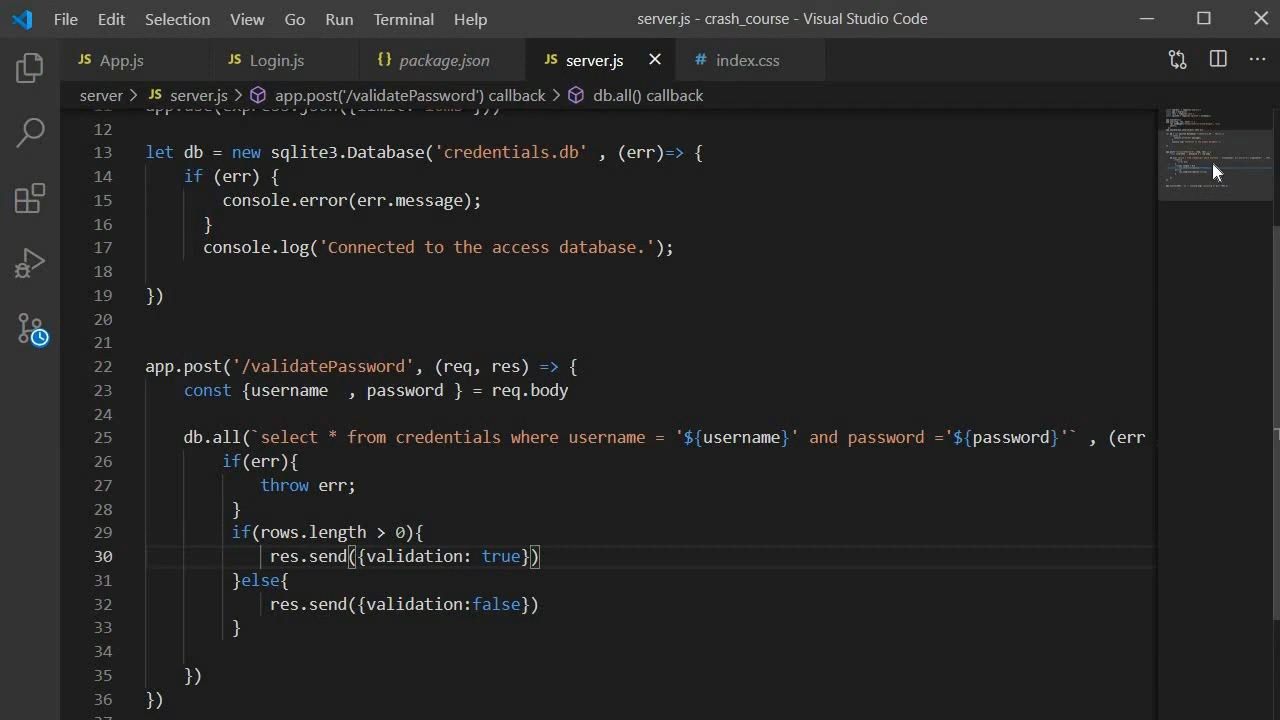 File Edit Selection View Go Run Terminal Help server.js - crash_course - Visual Studio Code
JS App.js JS Login.js {} package.json JS server.js # index.css
server > JS server.js > app.post('/validatePassword') callback > db.all() callback
12
13 let db = new sqlite3.Database('credentials.db' , (err)=> {
14 if (err) {
15 console.error(err.message);
16 }
17 console.log('Connected to the access database.');
18
19 })
20
21
22 app.post('/validatePassword', (req, res) => {
23 const {username , password } = req.body
24
25 db.all(`select * from credentials where username = '${username}' and password ='${password}'` , (err
26 if(err){
27 throw err;
28 }
29 if(rows.length > 0){
30 res.send({validation: true})
31 }else{
32 res.send({validation:false})
33 }
34
35 })
36 })